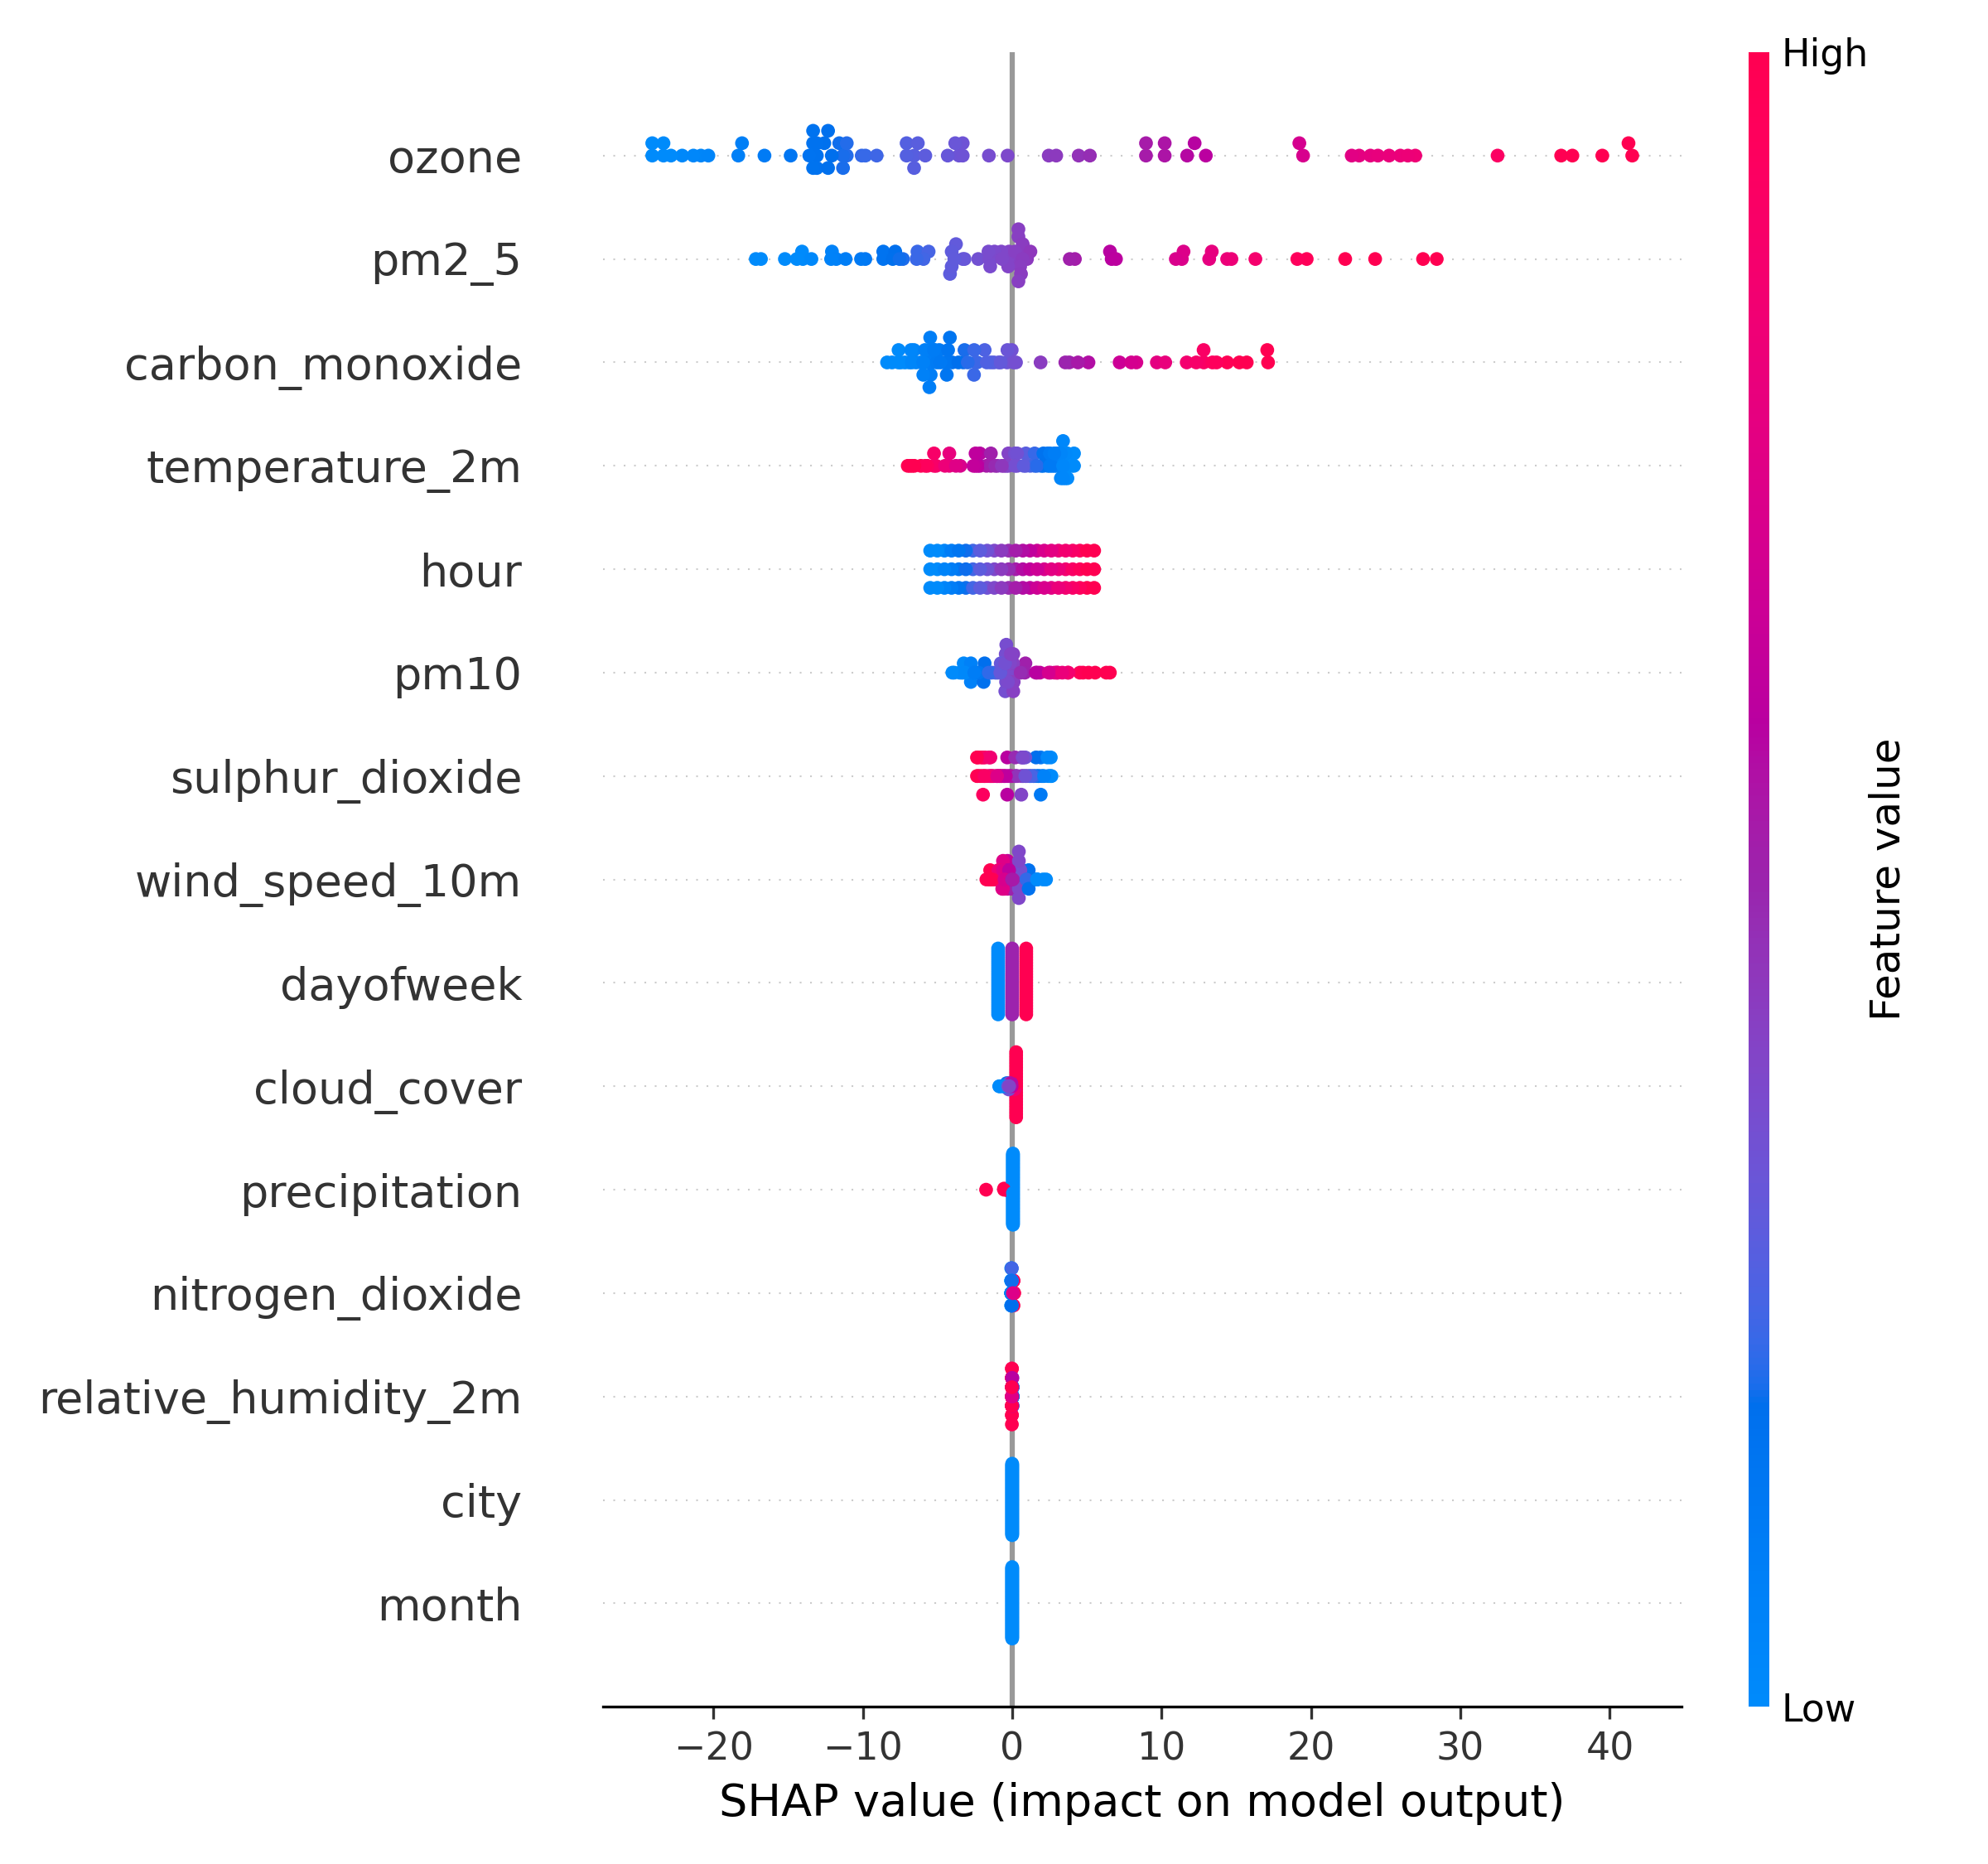 High
ozone
pm2_5
carbon_monoxide
temperature_2m
hour
pm10
sulphur_dioxide
wind_speed_10m
dayofweek
cloud_cover
precipitation
nitrogen_dioxide
relative_humidity_2m
city
month
Feature value
Low
−20 −10 0 10 20 30 40
SHAP value (impact on model output)